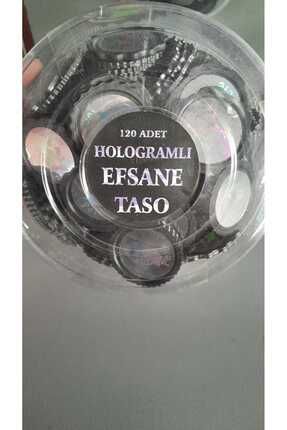 120 ADET
HOLOGRAMLI
EFSANE
TASO